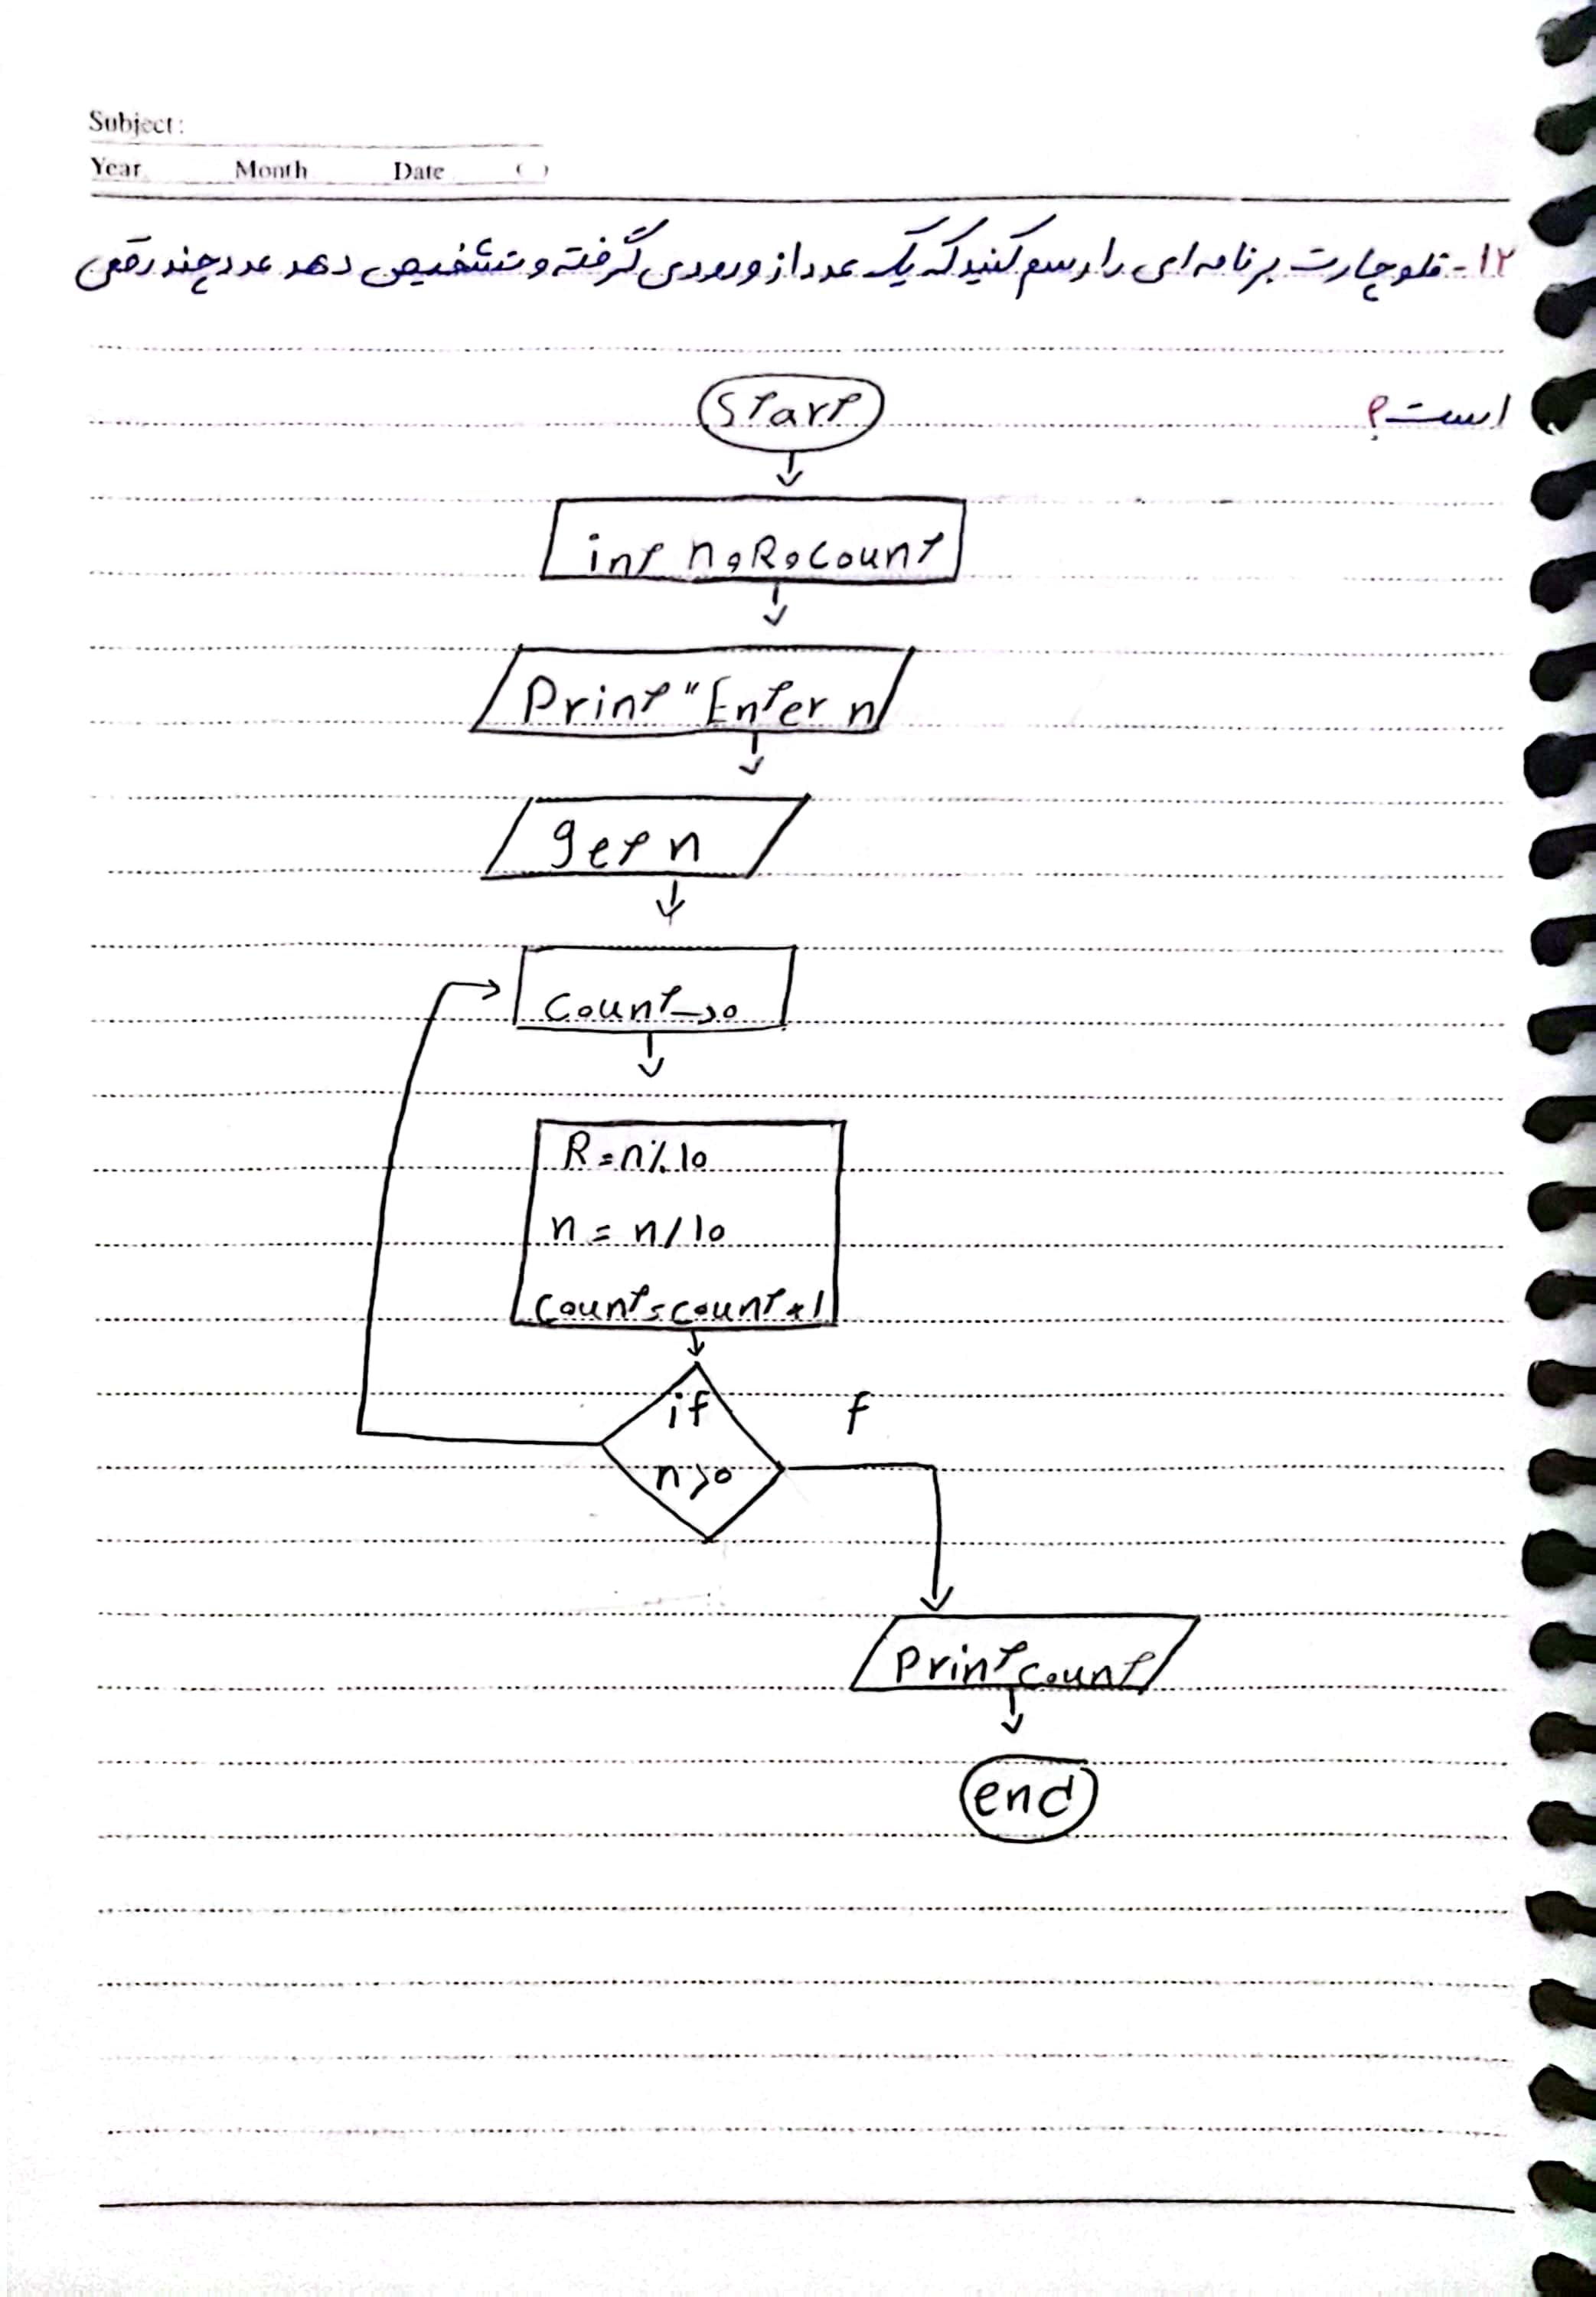 Subject:
Year Month Date ( )
۱۲- فلوچارت برنامه ای را رسم کنید که یک عدد از ورودی گرفته و تشخیص دهد عدد چند رقمی
است؟
Start
int n,R,count
Print "Enter n
get n
count → 0
R=n%10
n = n/10
count=count+1
if
n>0
f
Print count
end